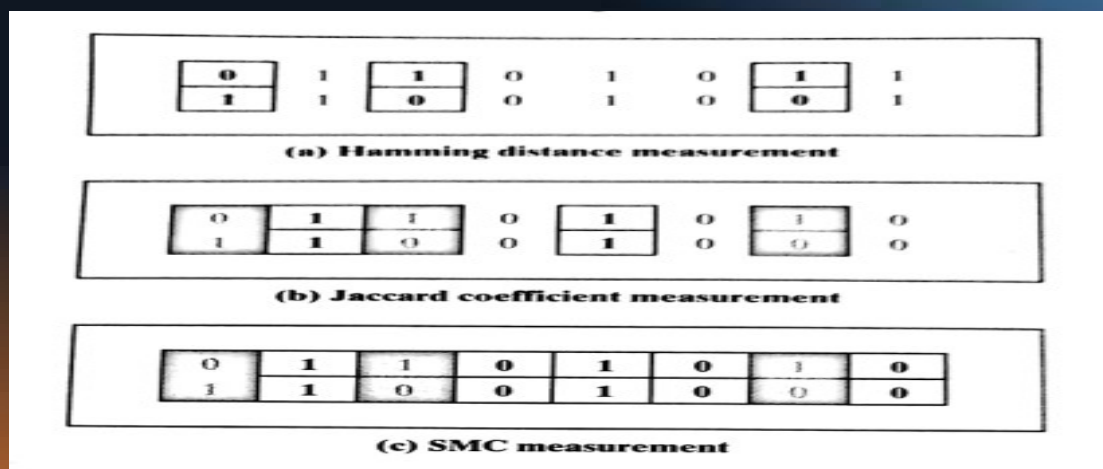 0 1 1 0 1 0 1 1
1 1 0 0 1 0 0 1
(a) Hamming distance measurement
0 1 1 0 1 0 1 0
1 1 0 0 1 0 0 0
(b) Jaccard coefficient measurement
0 1 1 0 1 0 1 0
1 1 0 0 1 0 0 0
(c) SMC measurement